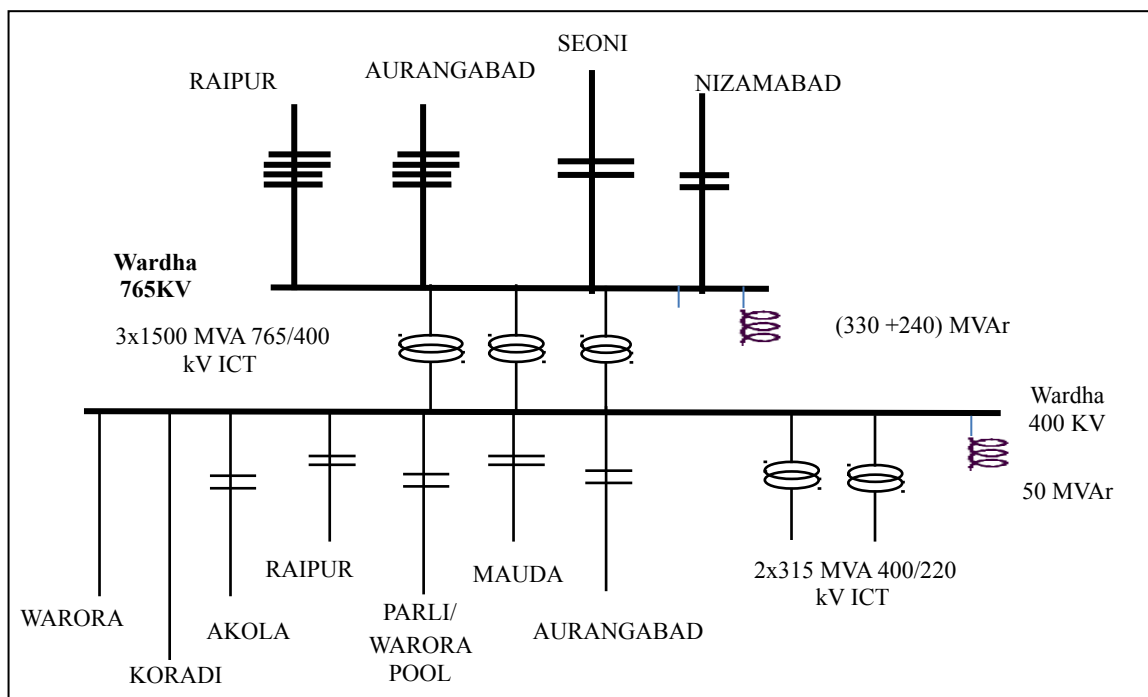 SEONI
RAIPUR
AURANGABAD
NIZAMABAD
Wardha
765KV
(330 +240) MVAr
3x1500 MVA 765/400
kV ICT
Wardha
400 KV
50 MVAr
RAIPUR
MAUDA
2x315 MVA 400/220
kV ICT
WARORA
AKOLA
PARLI/
WARORA
POOL
AURANGABAD
KORADI